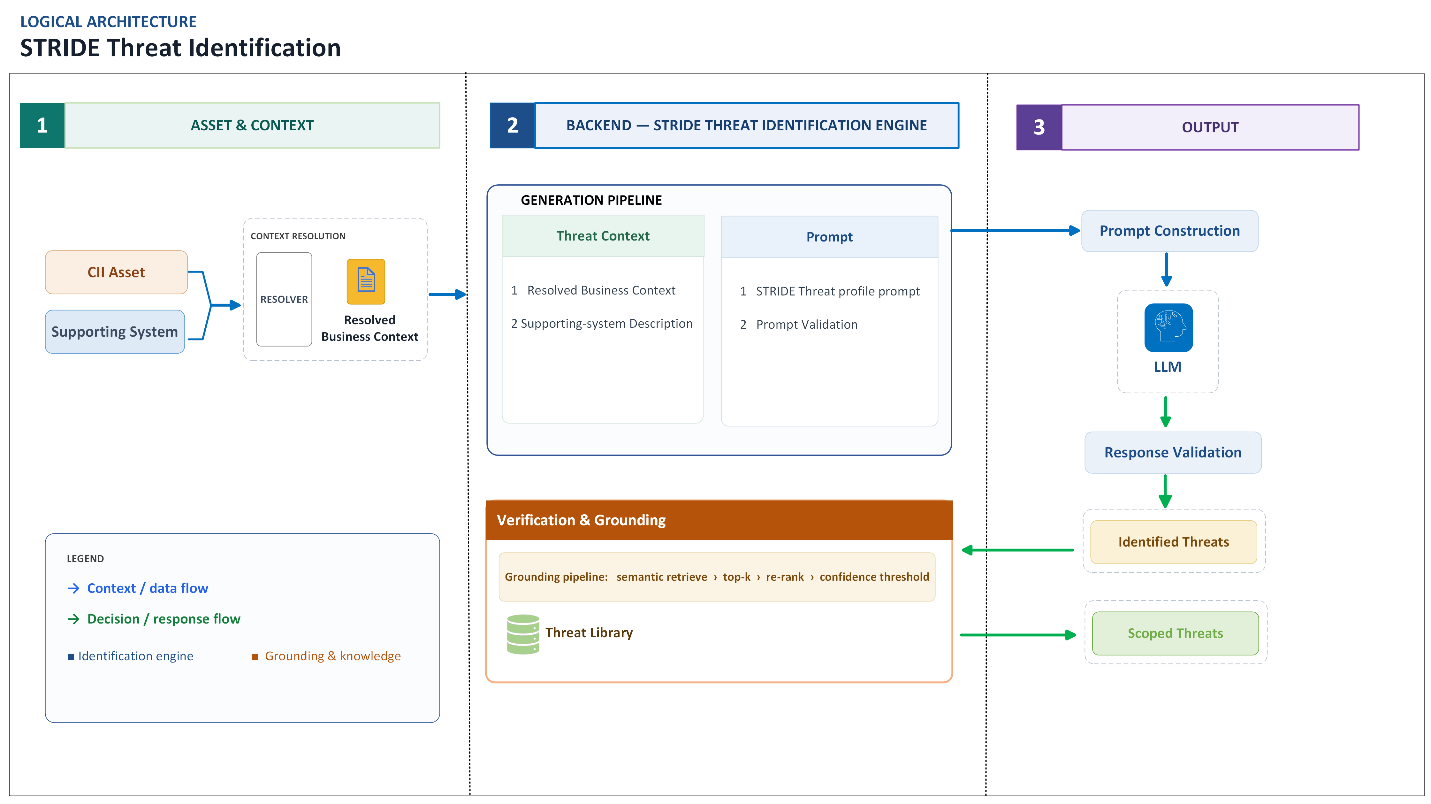 LOGICAL ARCHITECTURE
STRIDE Threat Identification
1
ASSET & CONTEXT
CII Asset
Supporting System
CONTEXT RESOLUTION
RESOLVER
Resolved
Business Context
LEGEND
→ Context / data flow
→ Decision / response flow
■ Identification engine
■ Grounding & knowledge
2
BACKEND — STRIDE THREAT IDENTIFICATION ENGINE
GENERATION PIPELINE
Threat Context
1 Resolved Business Context
2 Supporting-system Description
Prompt
1 STRIDE Threat profile prompt
2 Prompt Validation
Verification & Grounding
Grounding pipeline: semantic retrieve › top-k › re-rank › confidence threshold
Threat Library
3
OUTPUT
Prompt Construction
LLM
Response Validation
Identified Threats
Scoped Threats